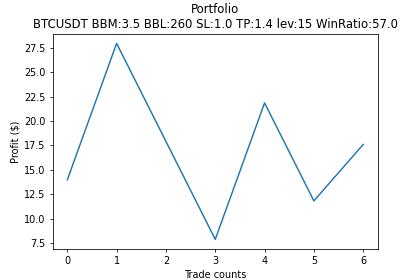 Portfolio
BTCUSDT BBM:3.5 BBL:260 SL:1.0 TP:1.4 lev:15 WinRatio:57.0
27.5
25.0
22.5
20.0
17.5
15.0
12.5
10.0
7.5
Profit ($)
0 1 2 3 4 5 6
Trade counts